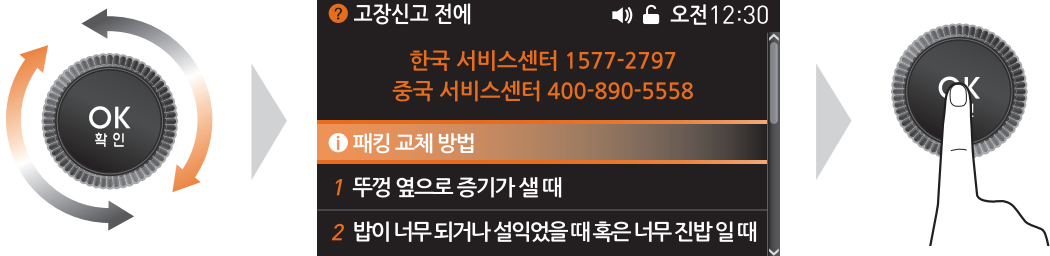 OK
확인
? 고장신고 전에 오전12:30
한국 서비스센터 1577-2797
중국 서비스센터 400-890-5558
i 패킹 교체 방법
1 뚜껑 옆으로 증기가 샐 때
2 밥이 너무 되거나 설익었을 때 혹은 너무 진밥 일 때
OK